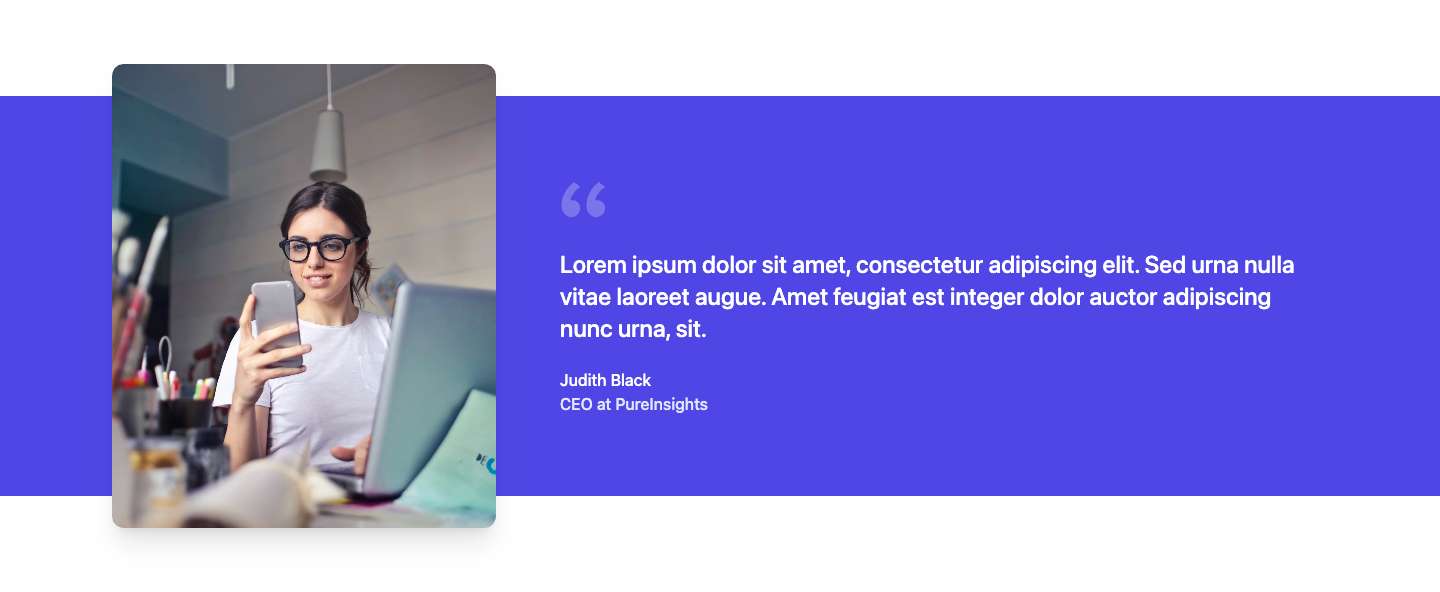 “
Lorem ipsum dolor sit amet, consectetur adipiscing elit. Sed urna nulla
vitae laoreet augue. Amet feugiat est integer dolor auctor adipiscing
nunc urna, sit.
Judith Black
CEO at PureInsights